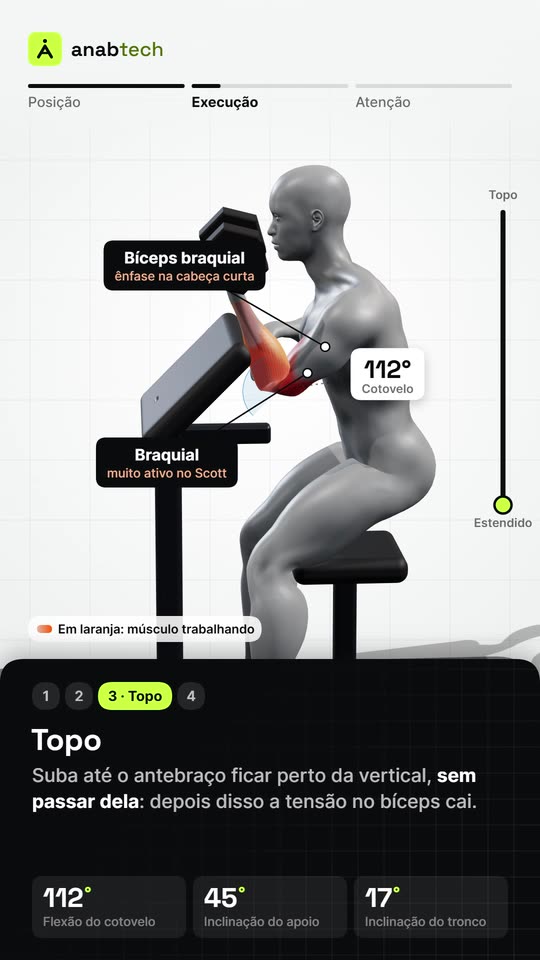 anabtech
Posição
Execução
Atenção
Topo
Bíceps braquial
ênfase na cabeça curta
112°
Cotovelo
Braquial
muito ativo no Scott
Estendido
Em laranja: músculo trabalhando
1
2
3 · Topo
4
Topo
Suba até o antebraço ficar perto da vertical, sem
passar dela: depois disso a tensão no bíceps cai.
112°
Flexão do cotovelo
45°
Inclinação do apoio
17°
Inclinação do tronco